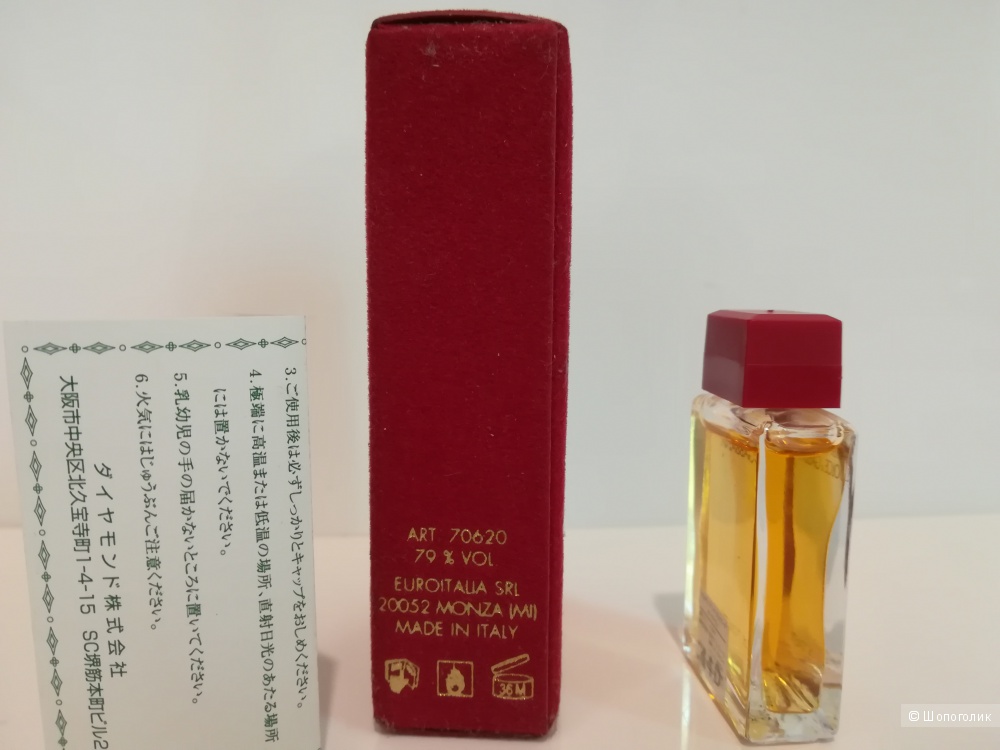 3.ご使用後は必ずしっかりとキャップをおしめください。
4.極端に高温または低温の場所、直射日光のあたる場所
には置かないでください。
5.乳幼児の手の届かないところに置いてください。
6.火気にはじゅうぶんご注意ください。
ダイヤモンド株式会社
大阪市中央区北久宝寺町1-4-15 SC堺筋本町ビル2
ART 70620
79 % VOL
EUROITALIA SRL
20052 MONZA (MI)
MADE IN ITALY
36 M
© Шопоголик